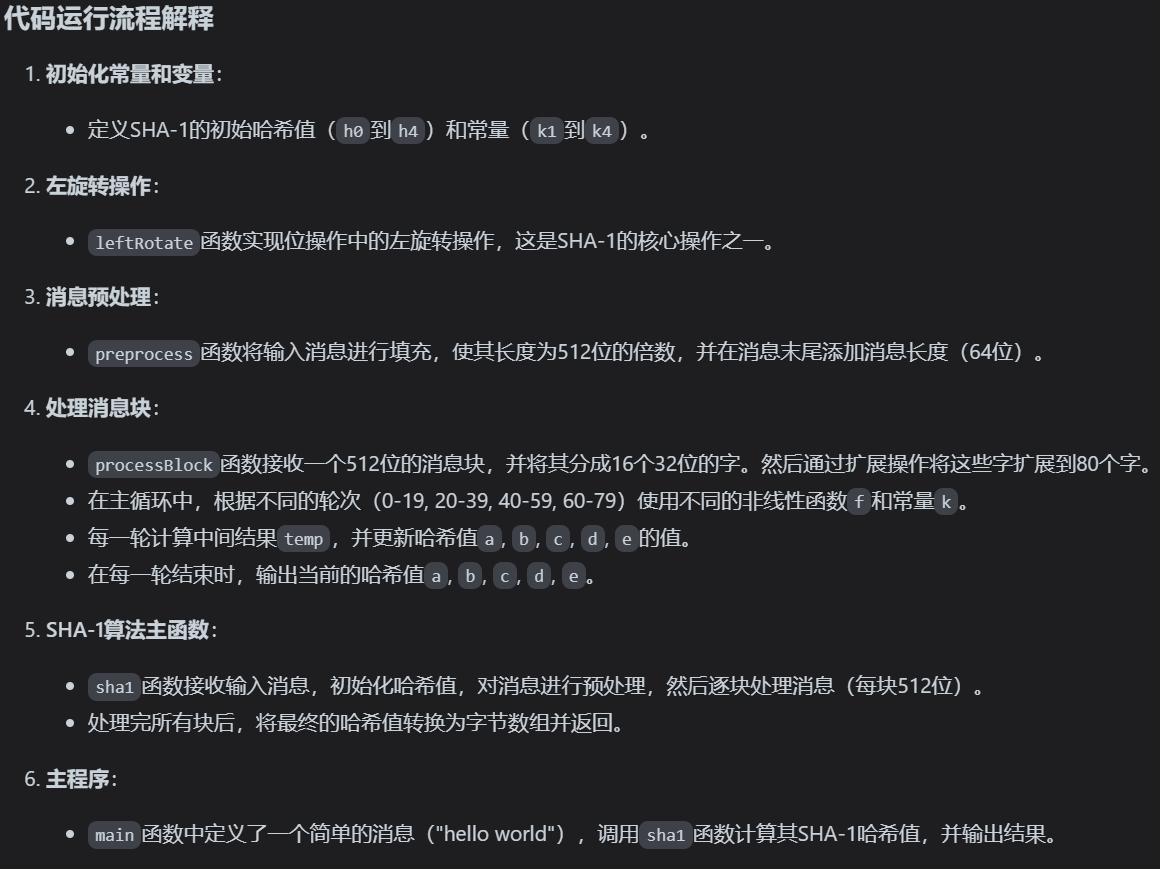 代码运行流程解释
1. 初始化常量和变量：
定义SHA-1的初始哈希值（h0到h4）和常量（k1到k4）。
2. 左旋转操作：
leftRotate函数实现位操作中的左旋转操作，这是SHA-1的核心操作之一。
3. 消息预处理：
preprocess函数将输入消息进行填充，使其长度为512位的倍数，并在消息末尾添加消息长度（64位）。
4. 处理消息块：
processBlock函数接收一个512位的消息块，并将其分成16个32位的字。然后通过扩展操作将这些字扩展到80个字。
在主循环中，根据不同的轮次（0-19, 20-39, 40-59, 60-79）使用不同的非线性函数f和常量k。
每一轮计算中间结果temp，并更新哈希值a, b, c, d, e的值。
在每一轮结束时，输出当前的哈希值a, b, c, d, e。
5. SHA-1算法主函数：
sha1函数接收输入消息，初始化哈希值，对消息进行预处理，然后逐块处理消息（每块512位）。
处理完所有块后，将最终的哈希值转换为字节数组并返回。
6. 主程序：
main函数中定义了一个简单的消息（"hello world"），调用sha1函数计算其SHA-1哈希值，并输出结果。